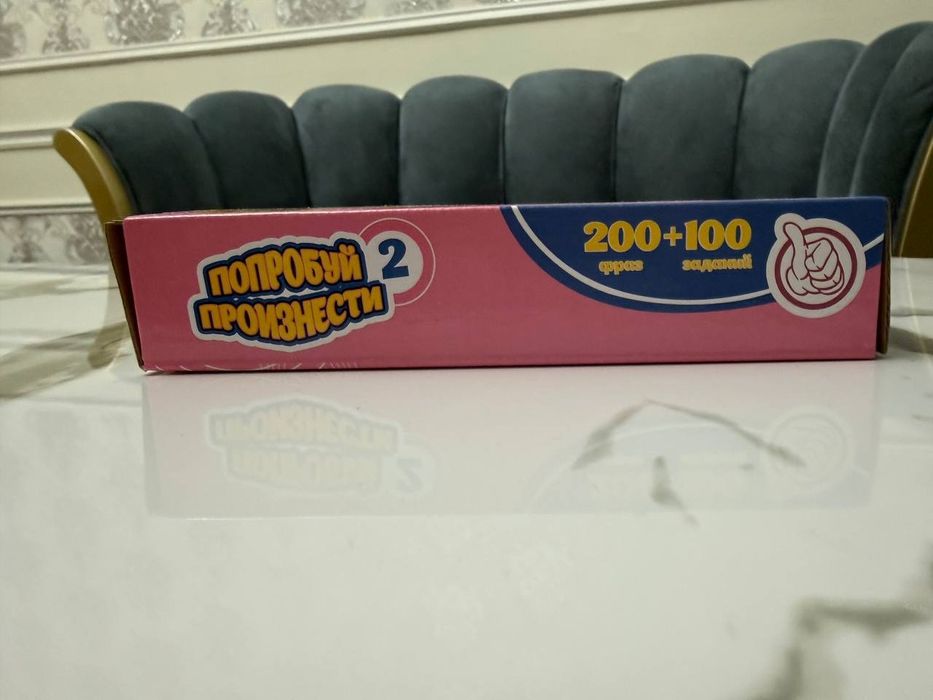 ПОПРОБУЙ
ПРОИЗНЕСТИ
2
200+100
фраз заданий